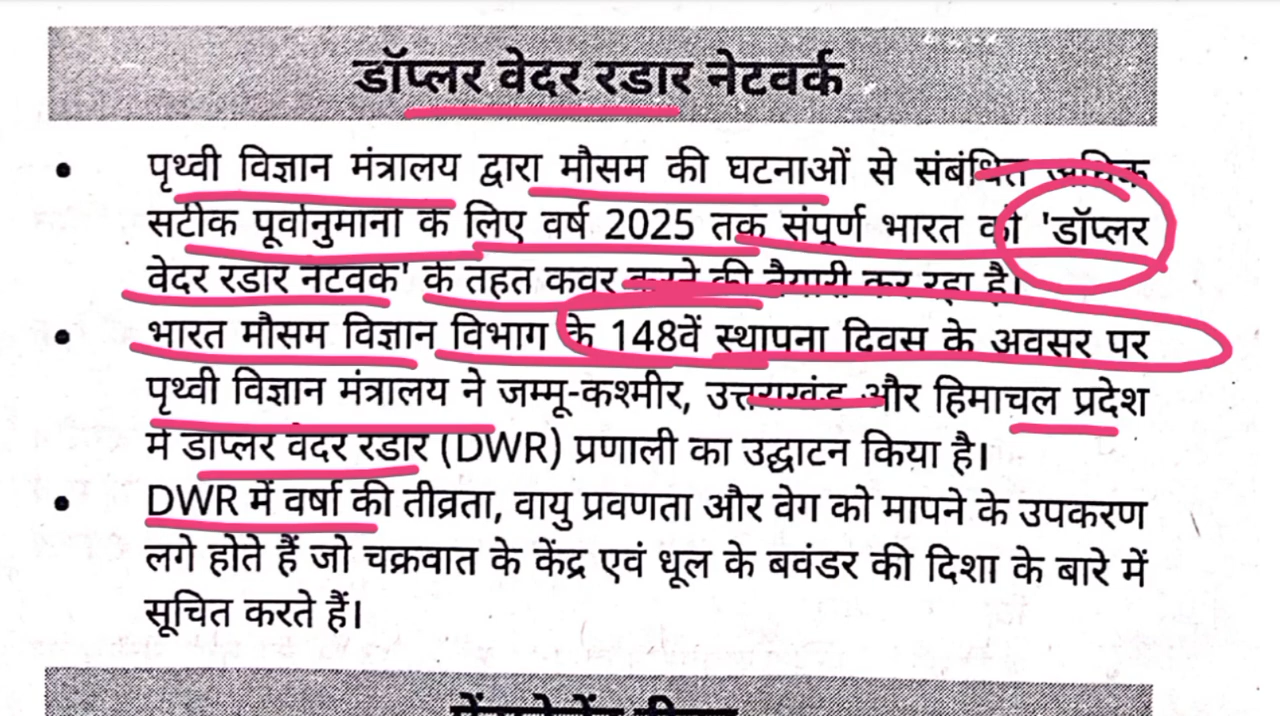 डॉप्लर वेदर रडार नेटवर्क
• पृथ्वी विज्ञान मंत्रालय द्वारा मौसम की घटनाओं से संबंधित अधिक
सटीक पूर्वानुमानों के लिए वर्ष 2025 तक संपूर्ण भारत को 'डॉप्लर
वेदर रडार नेटवर्क' के तहत कवर करने की तैयारी कर रहा है।
• भारत मौसम विज्ञान विभाग के 148वें स्थापना दिवस के अवसर पर
पृथ्वी विज्ञान मंत्रालय ने जम्मू-कश्मीर, उत्तराखंड और हिमाचल प्रदेश
में डॉप्लर वेदर रडार (DWR) प्रणाली का उद्घाटन किया है।
• DWR में वर्षा की तीव्रता, वायु प्रवणता और वेग को मापने के उपकरण
लगे होते हैं जो चक्रवात के केंद्र एवं धूल के बवंडर की दिशा के बारे में
सूचित करते हैं।